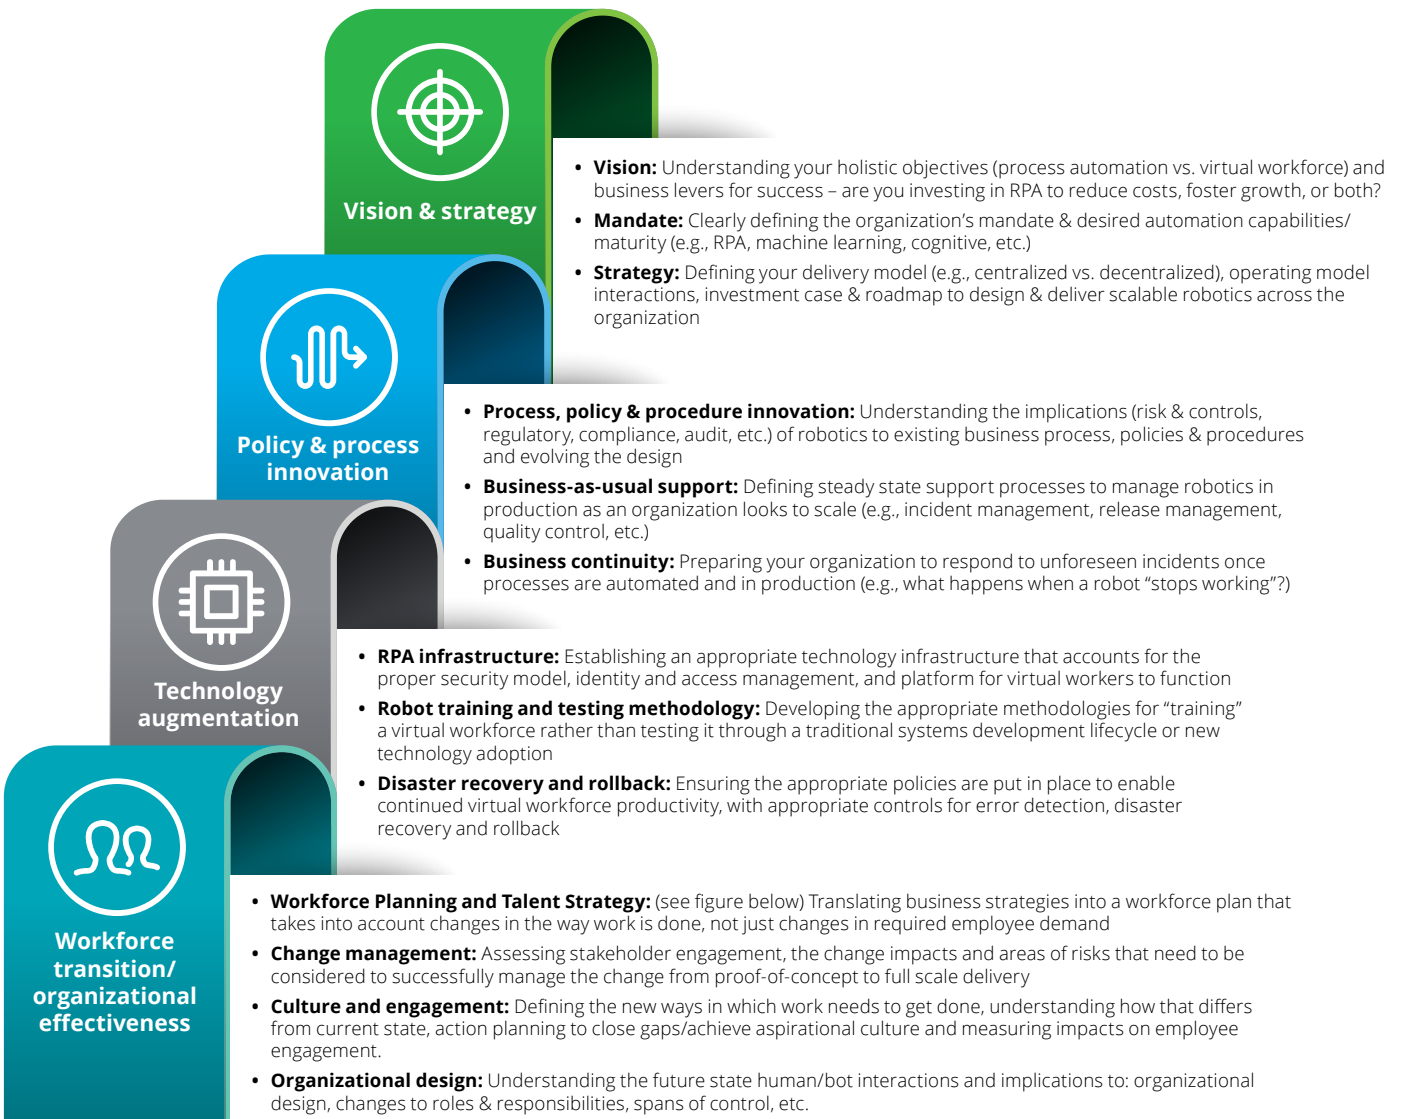 Vision & strategy
• Vision: Understanding your holistic objectives (process automation vs. virtual workforce) and
business levers for success – are you investing in RPA to reduce costs, foster growth, or both?
• Mandate: Clearly defining the organization’s mandate & desired automation capabilities/
maturity (e.g., RPA, machine learning, cognitive, etc.)
• Strategy: Defining your delivery model (e.g., centralized vs. decentralized), operating model
interactions, investment case & roadmap to design & deliver scalable robotics across the
organization
Policy & process
innovation
• Process, policy & procedure innovation: Understanding the implications (risk & controls,
regulatory, compliance, audit, etc.) of robotics to existing business process, policies & procedures
and evolving the design
• Business-as-usual support: Defining steady state support processes to manage robotics in
production as an organization looks to scale (e.g., incident management, release management,
quality control, etc.)
• Business continuity: Preparing your organization to respond to unforeseen incidents once
processes are automated and in production (e.g., what happens when a robot “stops working”?)
Technology
augmentation
• RPA infrastructure: Establishing an appropriate technology infrastructure that accounts for the
proper security model, identity and access management, and platform for virtual workers to function
• Robot training and testing methodology: Developing the appropriate methodologies for “training”
a virtual workforce rather than testing it through a traditional systems development lifecycle or new
technology adoption
• Disaster recovery and rollback: Ensuring the appropriate policies are put in place to enable
continued virtual workforce productivity, with appropriate controls for error detection, disaster
recovery and rollback
Workforce
transition/
organizational
effectiveness
• Workforce Planning and Talent Strategy: (see figure below) Translating business strategies into a workforce plan that
takes into account changes in the way work is done, not just changes in required employee demand
• Change management: Assessing stakeholder engagement, the change impacts and areas of risks that need to be
considered to successfully manage the change from proof-of-concept to full scale delivery
• Culture and engagement: Defining the new ways in which work needs to get done, understanding how that differs
from current state, action planning to close gaps/achieve aspirational culture and measuring impacts on employee
engagement.
• Organizational design: Understanding the future state human/bot interactions and implications to: organizational
design, changes to roles & responsibilities, spans of control, etc.